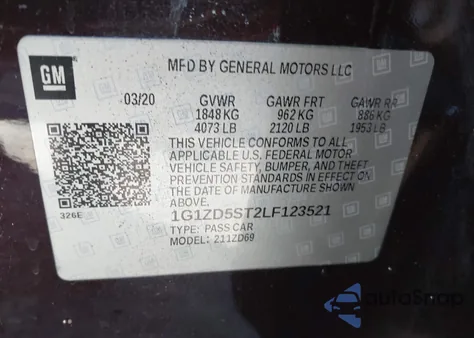 GM
MFD BY GENERAL MOTORS LLC
03/20 GVWR GAWR FRT GAWR RR
1848 KG 962 KG 886 KG
4073 LB 2120 LB 1953 LB
THIS VEHICLE CONFORMS TO ALL
APPLICABLE U.S. FEDERAL MOTOR
VEHICLE SAFETY, BUMPER, AND THEFT
PREVENTION STANDARDS IN EFFECT ON
THE DATE OF MANUFACTURE SHOWN ABOVE.
326E
1G1ZD5ST2LF123521
TYPE: PASS CAR
MODEL: 211ZD69
AutoSnap